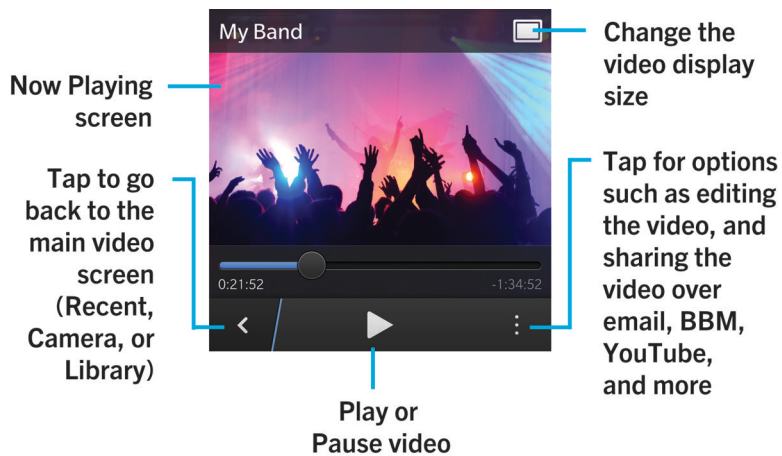 My Band
Change the
video display
size
Now Playing
screen
Tap to go
back to the
main video
screen
(Recent,
Camera, or
Library)
Tap for options
such as editing
the video, and
sharing the
video over
email, BBM,
YouTube,
and more
0:21:52
-1:34:52
Play or
Pause video